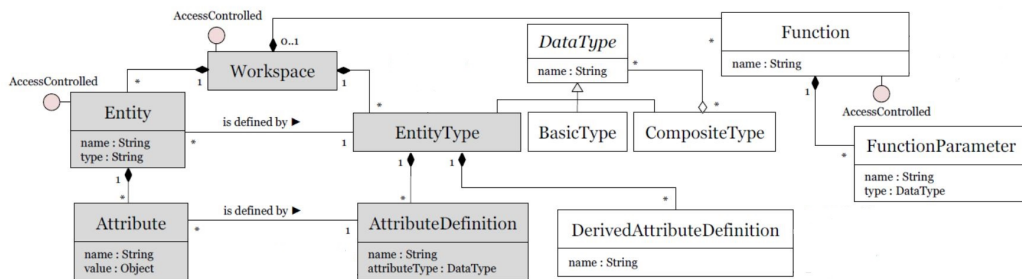 AccessControlled
Workspace
0..1
1
1
*
*
*
AccessControlled
Entity
name : String
type : String
is defined by ►
*
1
EntityType
DataType
name : String
*
*
BasicType
CompositeType
Function
name : String
1
AccessControlled
*
FunctionParameter
name : String
type : DataType
1
*
1
*
1
*
Attribute
name : String
value : Object
is defined by ►
*
1
AttributeDefinition
name : String
attributeType : DataType
DerivedAttributeDefinition
name : String